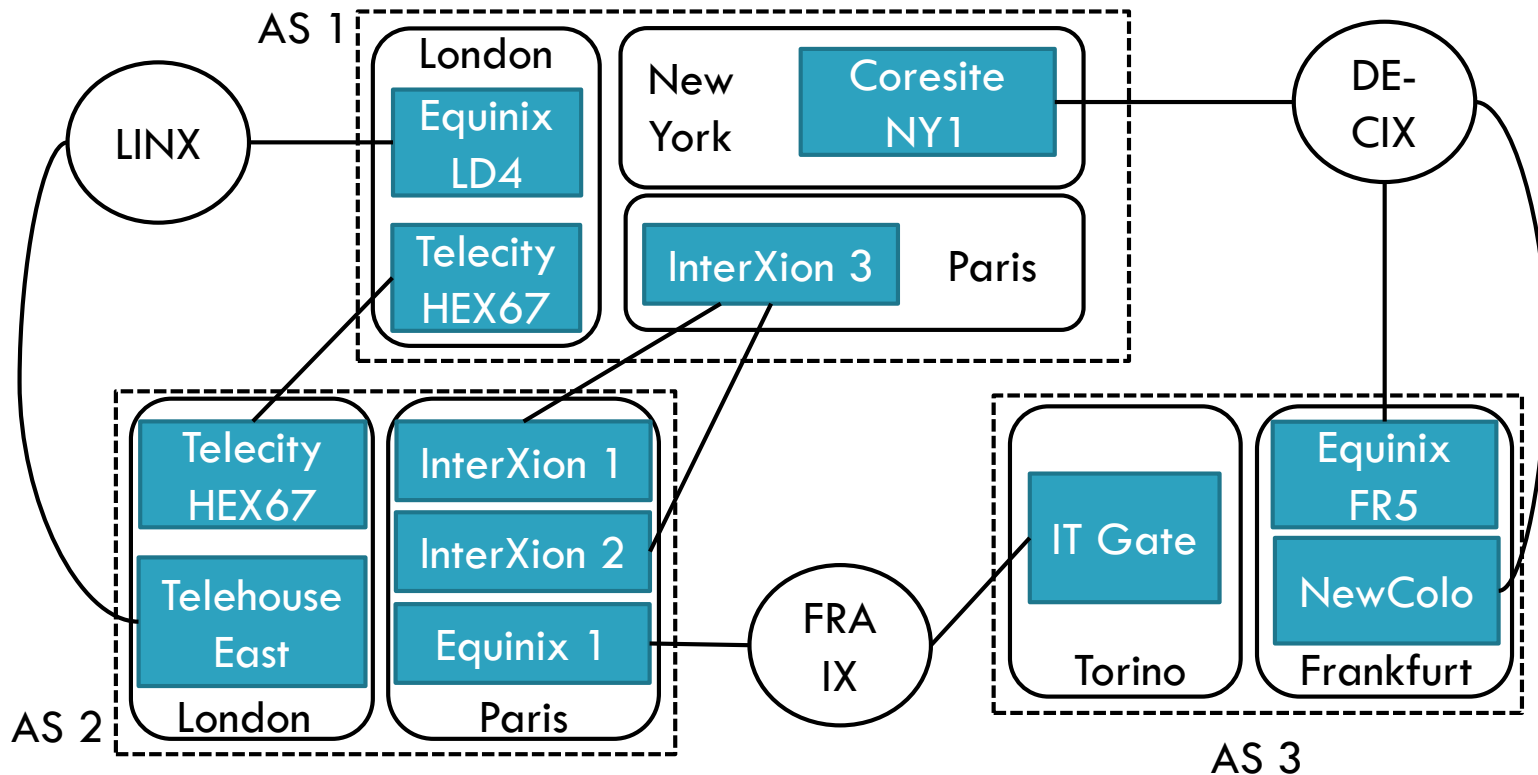 AS 1
London
Equinix
LD4
Telecity
HEX67
New
York
Coresite
NY1
InterXion 3
Paris
LINX
DE-
CIX
Telecity
HEX67
Telehouse
East
London
InterXion 1
InterXion 2
Equinix 1
Paris
AS 2
FRA
IX
IT Gate
Torino
Equinix
FR5
NewColo
Frankfurt
AS 3